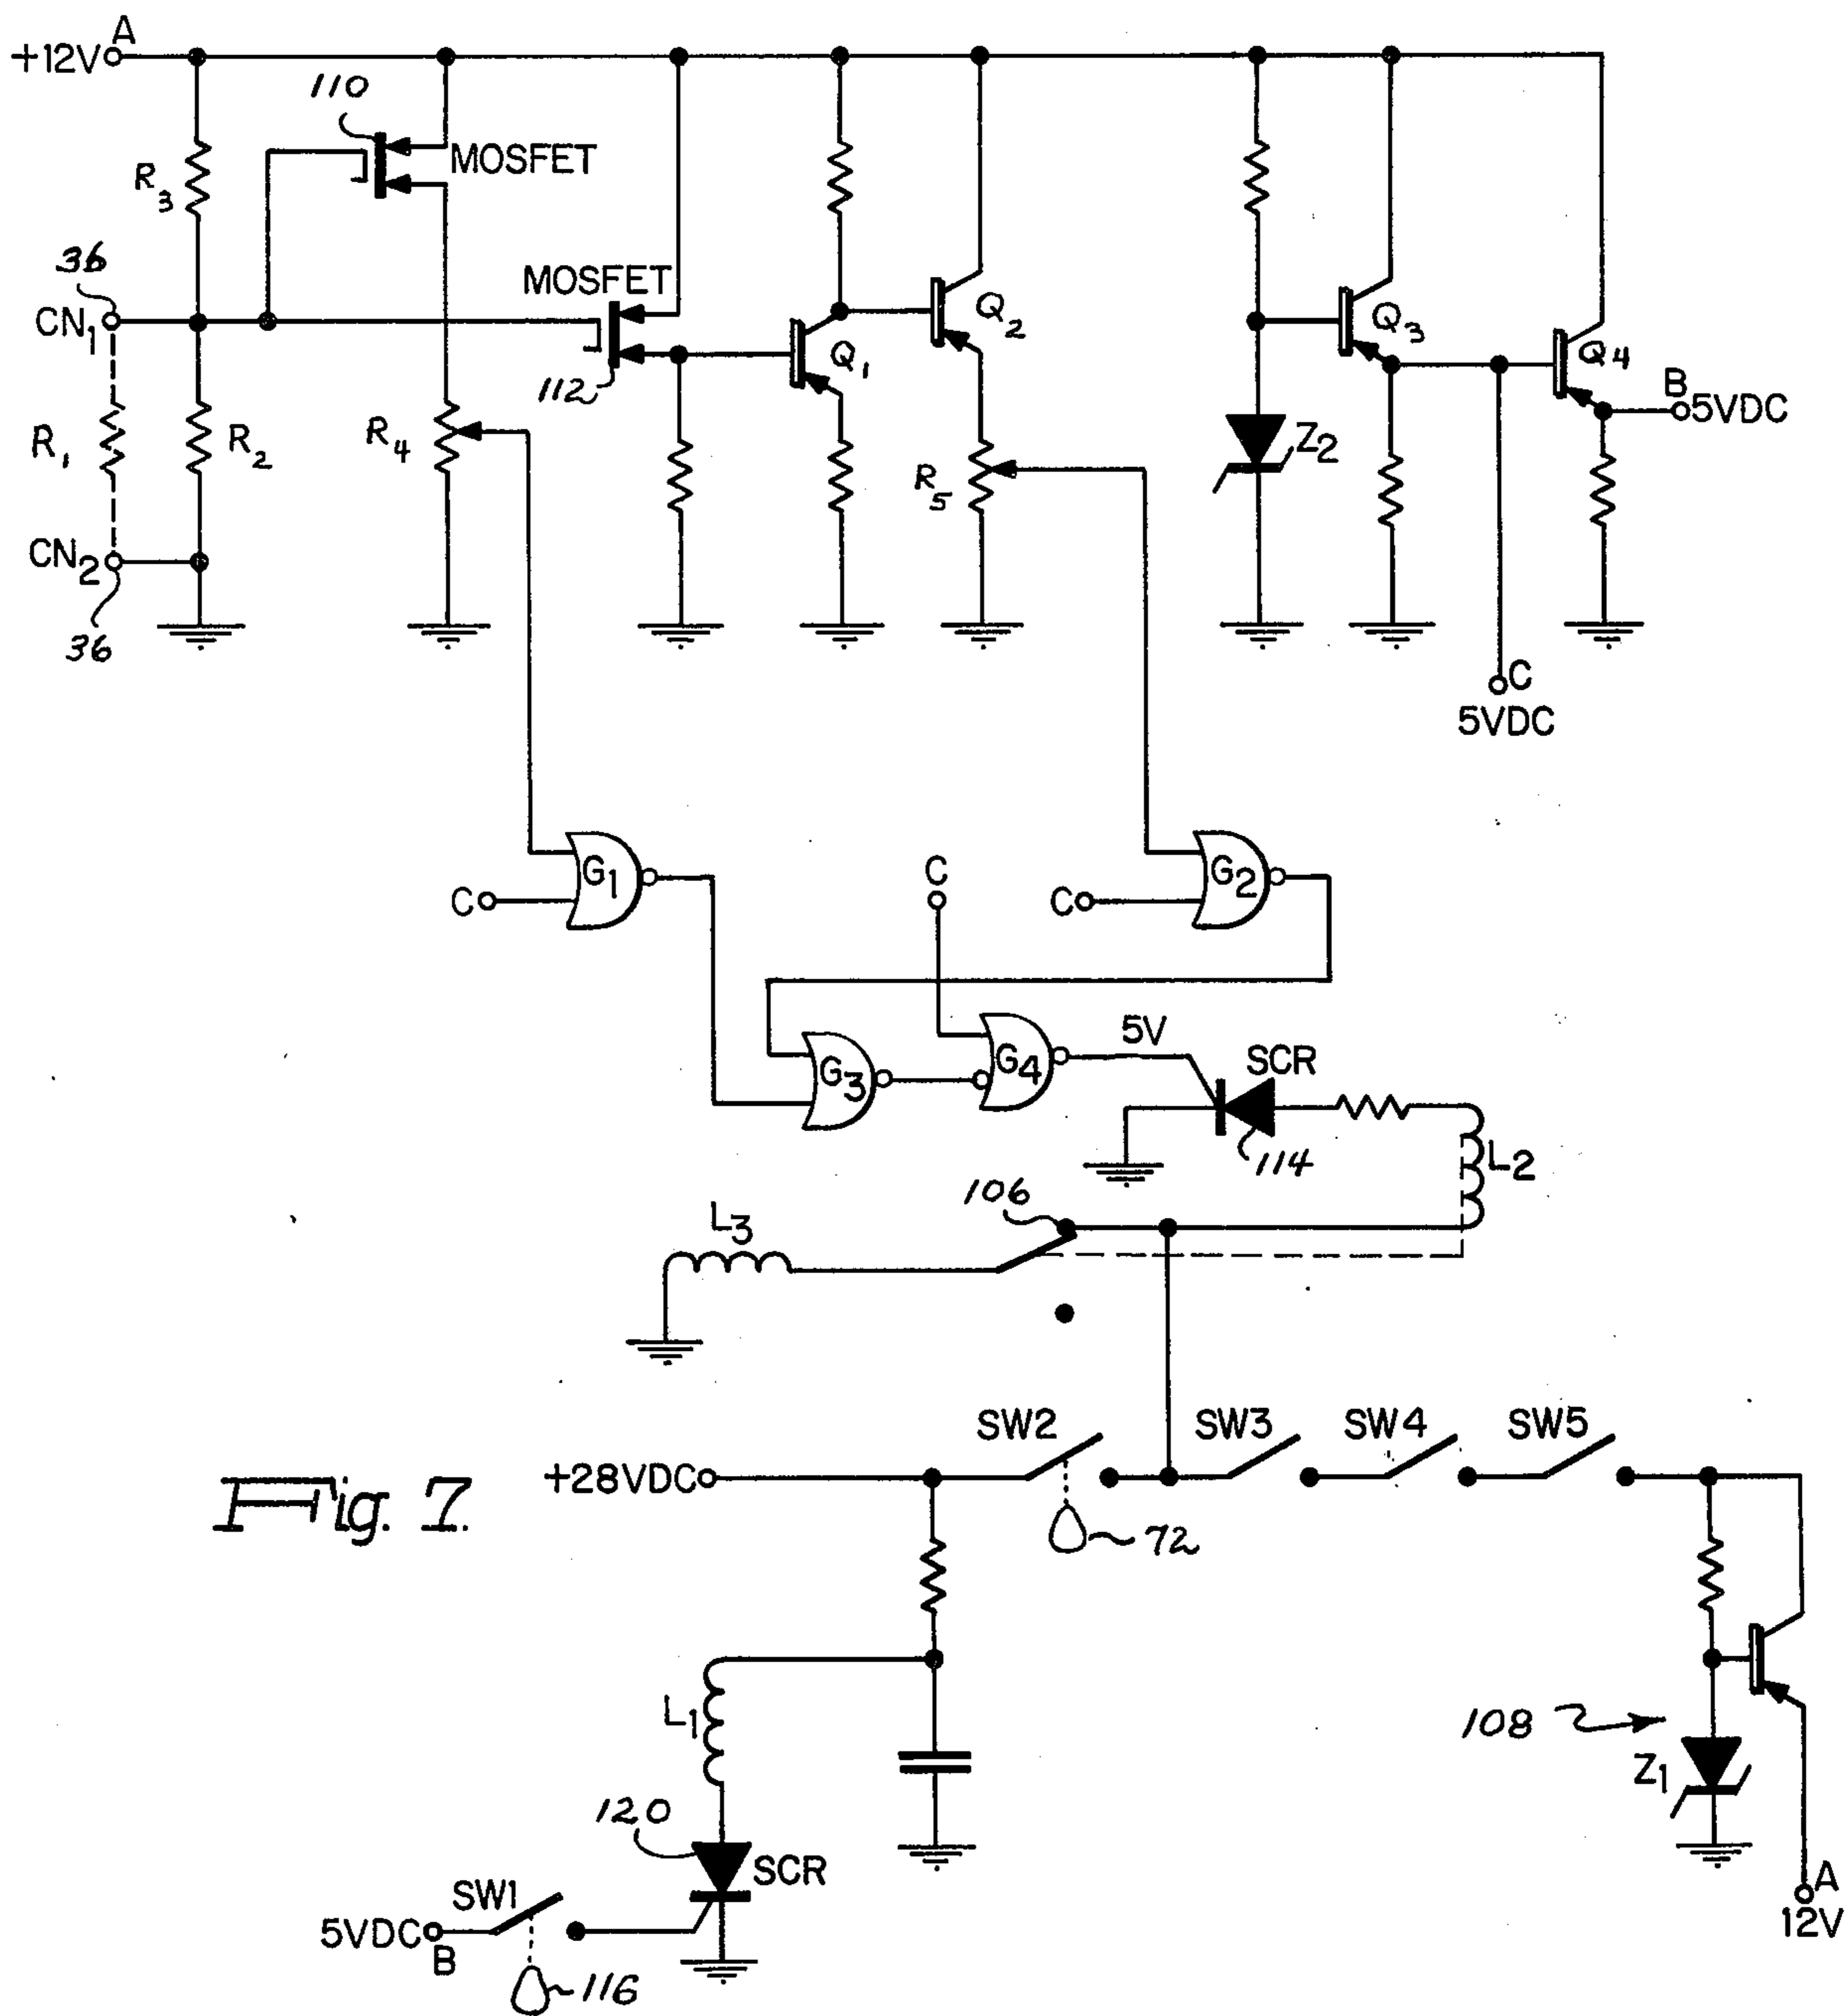 A
+12V
110
MOSFET
R3
36
CN1
MOSFET
Q1
Q2
Q3
Q4
112
B
5VDC
R1
R2
R4
R5
Z2
CN2
36
C
5VDC
G1
C
C
G2
C
G3
G4
5V
SCR
114
L2
106
L3
SW2
SW3
SW4
SW5
+28VDC
72
Fig. 7.
L1
108
Z1
120
SCR
SW1
5VDC
B
116
A
12V